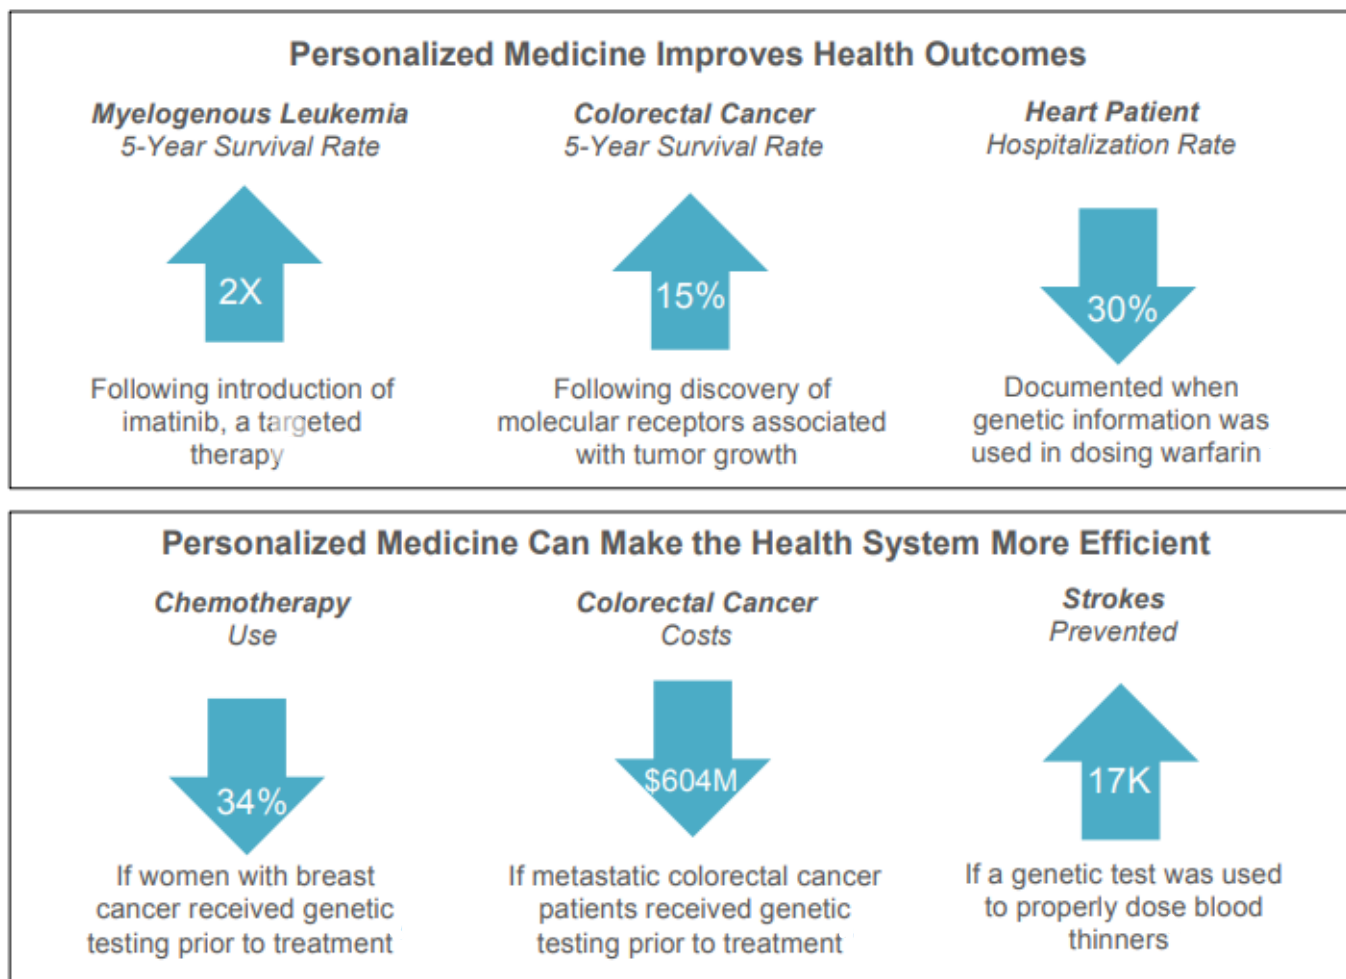 Personalized Medicine Improves Health Outcomes
Myelogenous Leukemia
5-Year Survival Rate
2X
Following introduction of
imatinib, a targeted
therapy
Colorectal Cancer
5-Year Survival Rate
15%
Following discovery of
molecular receptors associated
with tumor growth
Heart Patient
Hospitalization Rate
30%
Documented when
genetic information was
used in dosing warfarin
Personalized Medicine Can Make the Health System More Efficient
Chemotherapy
Use
34%
If women with breast
cancer received genetic
testing prior to treatment
Colorectal Cancer
Costs
$604M
If metastatic colorectal cancer
patients received genetic
testing prior to treatment
Strokes
Prevented
17K
If a genetic test was used
to properly dose blood
thinners